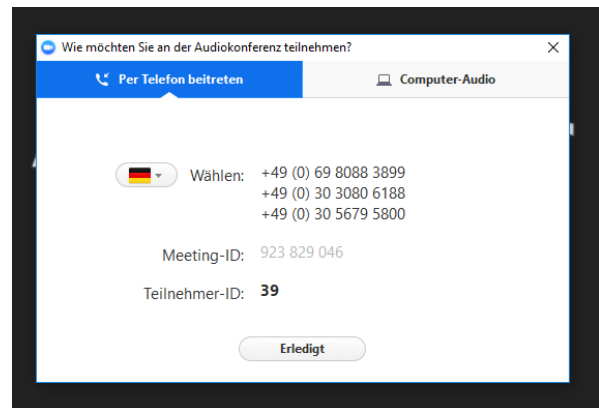 Wie möchten Sie an der Audiokonferenz teilnehmen?
Per Telefon beitreten
Computer-Audio
Wählen: +49 (0) 69 8088 3899
+49 (0) 30 3080 6188
+49 (0) 30 5679 5800
Meeting-ID: 923 829 046
Teilnehmer-ID: 39
Erledigt